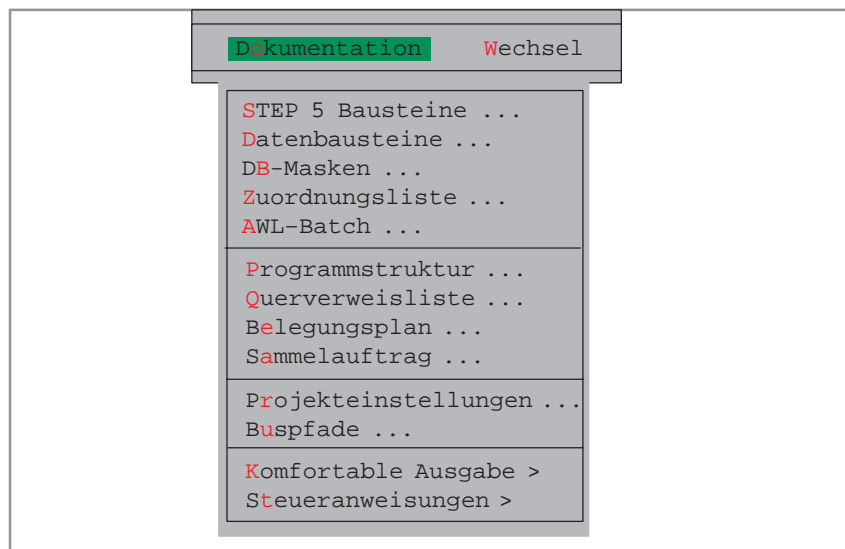 Dokumentation Wechsel
STEP 5 Bausteine ...
Datenbausteine ...
DB-Masken ...
Zuordnungsliste ...
AWL-Batch ...
Programmstruktur ...
Querverweisliste ...
Belegungsplan ...
Sammelauftrag ...
Projekteinstellungen ...
Buspfade ...
Komfortable Ausgabe >
Steueranweisungen >